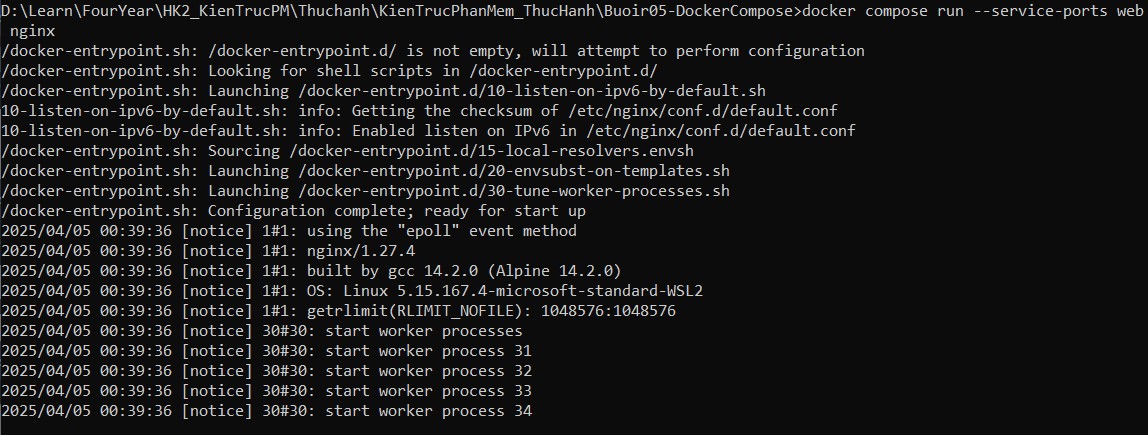 D:\Learn\FourYear\HK2_KienTrucPM\Thuchanh\KienTrucPhanMem_ThucHanh\Buoir05-DockerCompose>docker compose run --service-ports web
 nginx
/docker-entrypoint.sh: /docker-entrypoint.d/ is not empty, will attempt to perform configuration
/docker-entrypoint.sh: Looking for shell scripts in /docker-entrypoint.d/
/docker-entrypoint.sh: Launching /docker-entrypoint.d/10-listen-on-ipv6-by-default.sh
10-listen-on-ipv6-by-default.sh: info: Getting the checksum of /etc/nginx/conf.d/default.conf
10-listen-on-ipv6-by-default.sh: info: Enabled listen on IPv6 in /etc/nginx/conf.d/default.conf
/docker-entrypoint.sh: Sourcing /docker-entrypoint.d/15-local-resolvers.envsh
/docker-entrypoint.sh: Launching /docker-entrypoint.d/20-envsubst-on-templates.sh
/docker-entrypoint.sh: Launching /docker-entrypoint.d/30-tune-worker-processes.sh
/docker-entrypoint.sh: Configuration complete; ready for start up
2025/04/05 00:39:36 [notice] 1#1: using the "epoll" event method
2025/04/05 00:39:36 [notice] 1#1: nginx/1.27.4
2025/04/05 00:39:36 [notice] 1#1: built by gcc 14.2.0 (Alpine 14.2.0)
2025/04/05 00:39:36 [notice] 1#1: OS: Linux 5.15.167.4-microsoft-standard-WSL2
2025/04/05 00:39:36 [notice] 1#1: getrlimit(RLIMIT_NOFILE): 1048576:1048576
2025/04/05 00:39:36 [notice] 30#30: start worker processes
2025/04/05 00:39:36 [notice] 30#30: start worker process 31
2025/04/05 00:39:36 [notice] 30#30: start worker process 32
2025/04/05 00:39:36 [notice] 30#30: start worker process 33
2025/04/05 00:39:36 [notice] 30#30: start worker process 34